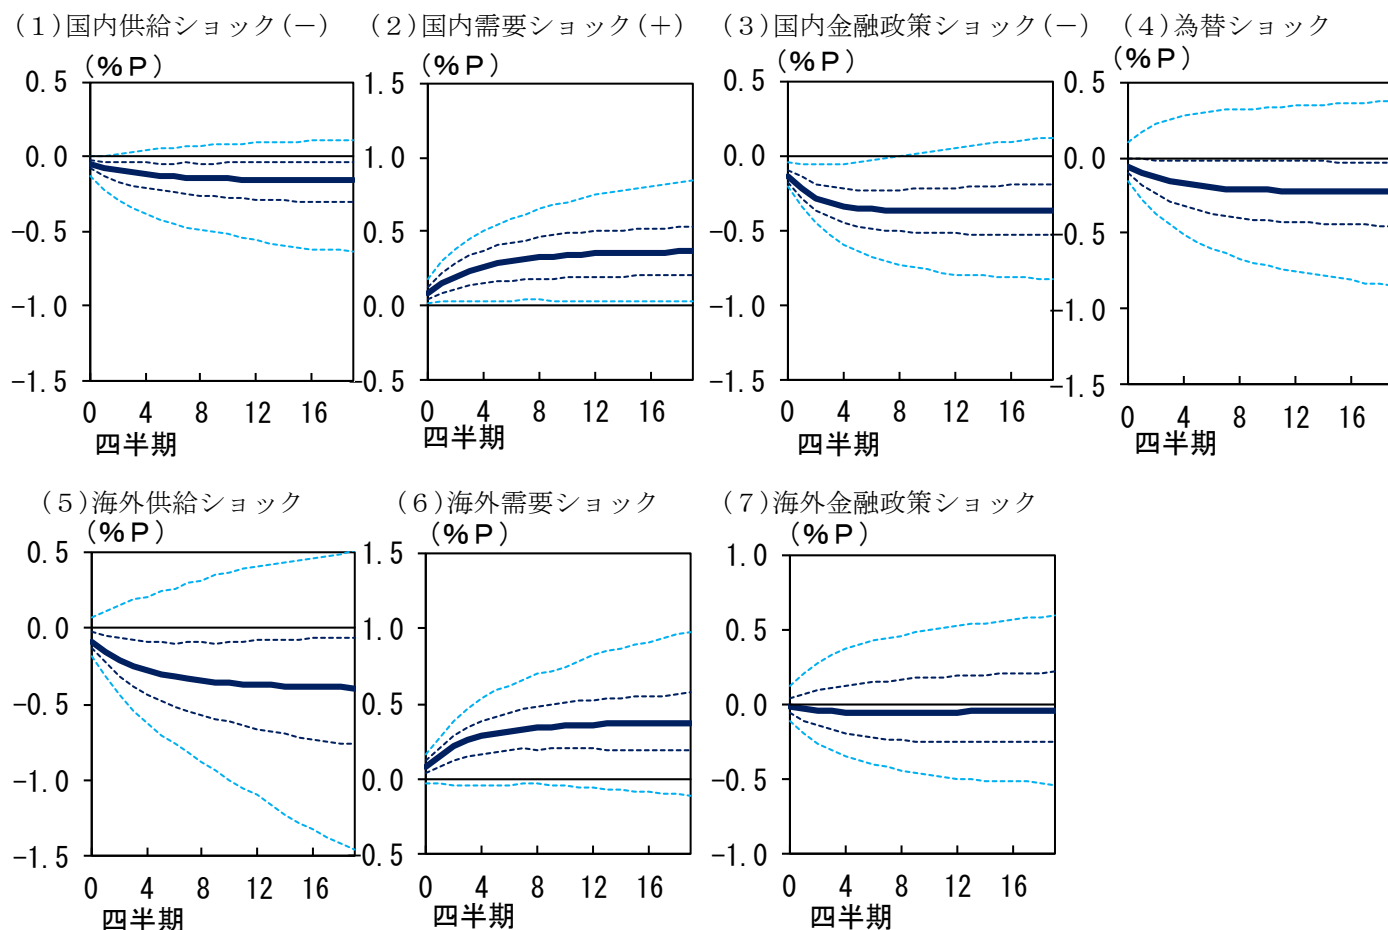 (1)国内供給ショック(−)
(%P)
0.5
0.0
−0.5
−1.0
−1.5
0 4 8 12 16
四半期
(2)国内需要ショック(+)
(%P)
1.5
1.0
0.5
0.0
−0.5
0 4 8 12 16
四半期
(3)国内金融政策ショック(−)
(%P)
0.5
0.0
−0.5
−1.0
−1.5
0 4 8 12 16
四半期
(4)為替ショック
(%P)
0.5
0.0
−0.5
−1.0
−1.5
0 4 8 12 16
四半期
(5)海外供給ショック
(%P)
0.5
0.0
−0.5
−1.0
−1.5
0 4 8 12 16
四半期
(6)海外需要ショック
(%P)
1.5
1.0
0.5
0.0
−0.5
0 4 8 12 16
四半期
(7)海外金融政策ショック
(%P)
1.0
0.5
0.0
−0.5
−1.0
0 4 8 12 16
四半期